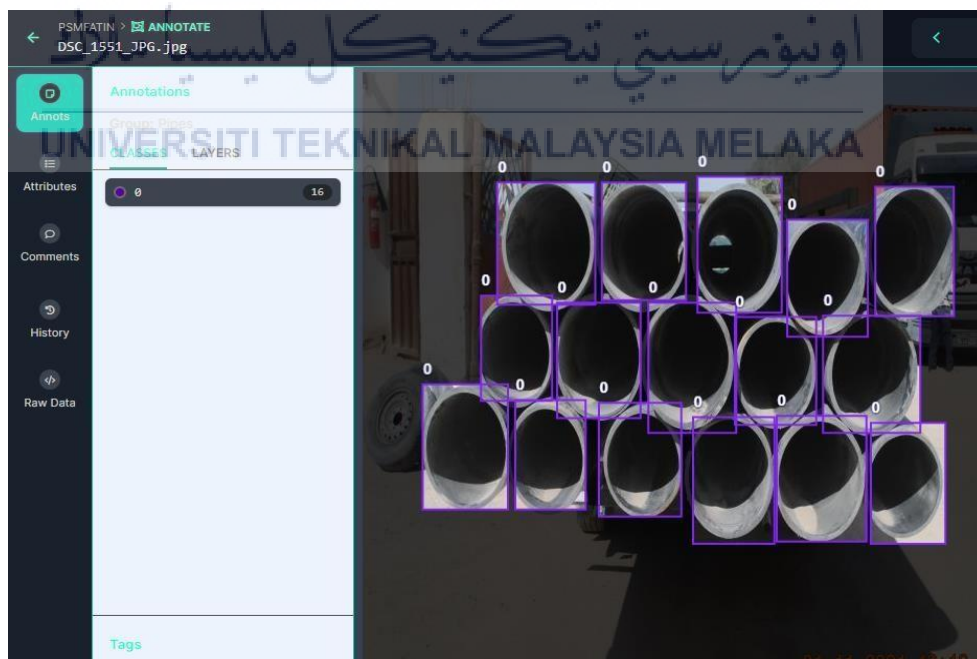 PSMFATIN > ANNOTATE
DSC_1551_JPG.jpg
اونيۏرسيتي تيکنيکل مليسيا ملاك
UNIVERSITI TEKNIKAL MALAYSIA MELAKA
Annots
Attributes
Comments
History
Raw Data
Annotations
Group: Pipes
CLASSES LAYERS
0 16
Tags
0 0 0 0
0
0 0 0 0 0
0 0 0 0 0 0